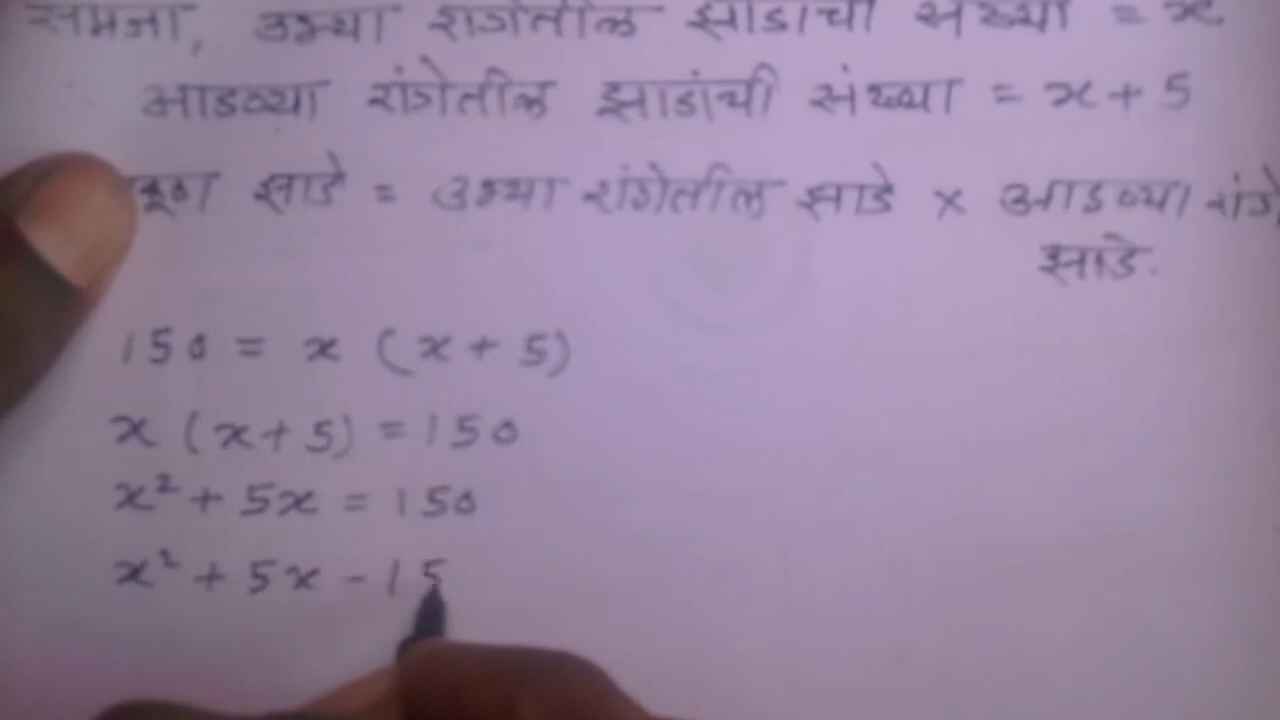 समजा, उभ्या रांगेतील झाडांची संख्या = x
आडव्या रांगेतील झाडांची संख्या = x + 5
झाडे = उभ्या रांगेतील झाडे × आडव्या
झाडे.
150 = x (x + 5)
x (x + 5) = 150
x² + 5x = 150
x² + 5x - 15